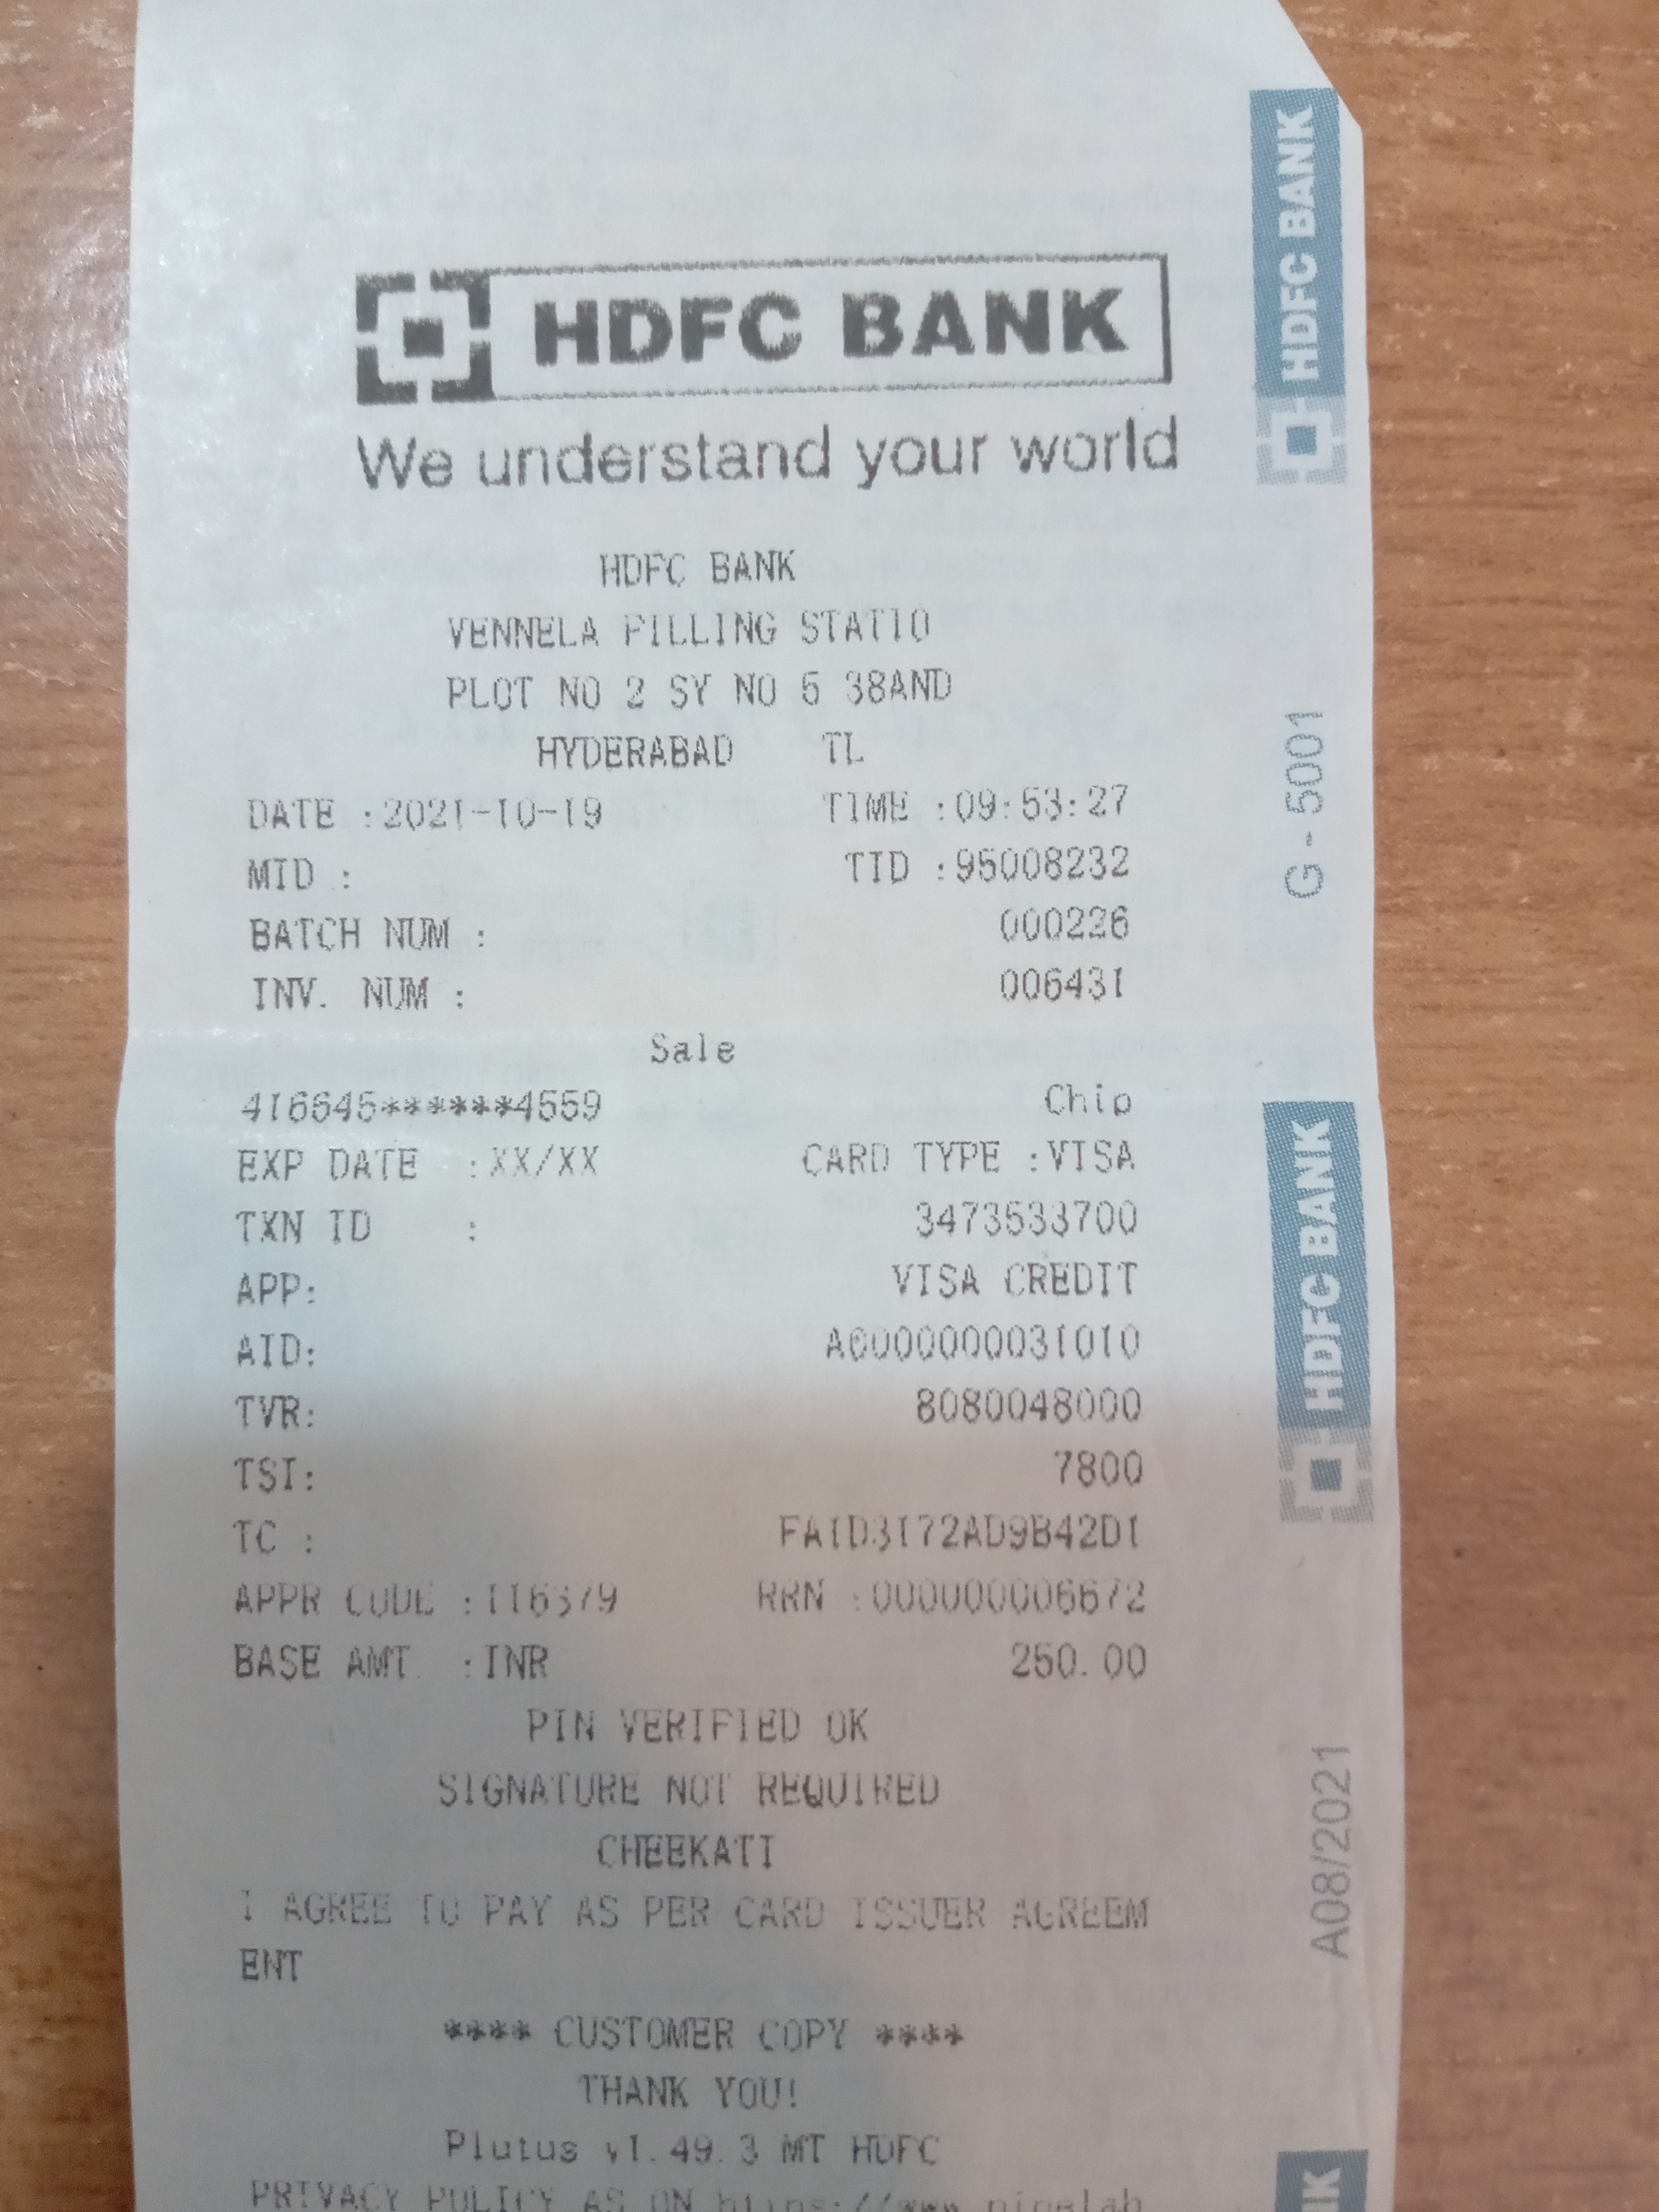 HDFC BANK
We understand your world
HDFC BANK
VENNELA FILLING STATIO
PLOT NO 2 SY NO 5 38AND
HYDERABAD TL
DATE :2021-10-19 TIME :09:53:27
MID : TID :95008232
BATCH NUM : 000226
INV. NUM : 006431
Sale
416645******4559 Chip
EXP DATE :XX/XX CARD TYPE :VISA
TXN ID : 3473533700
APP: VISA CREDIT
AID: A0000000031010
TVR: 8080048000
TSI: 7800
TC : FA1D3172AD9B42D1
APPR CODE :116379 RRN :000000006672
BASE AMT :INR 250.00
PIN VERIFIED OK
SIGNATURE NOT REQUIRED
CHEEKATI
I AGREE TO PAY AS PER CARD ISSUER AGREEM
ENT
**** CUSTOMER COPY ****
THANK YOU!
Plutus v1.49.3 MT HDFC
PRIVACY POLICY AS ON https://www.pinelab
HDFC BANK
G - 5001
HDFC BANK
A08/2021